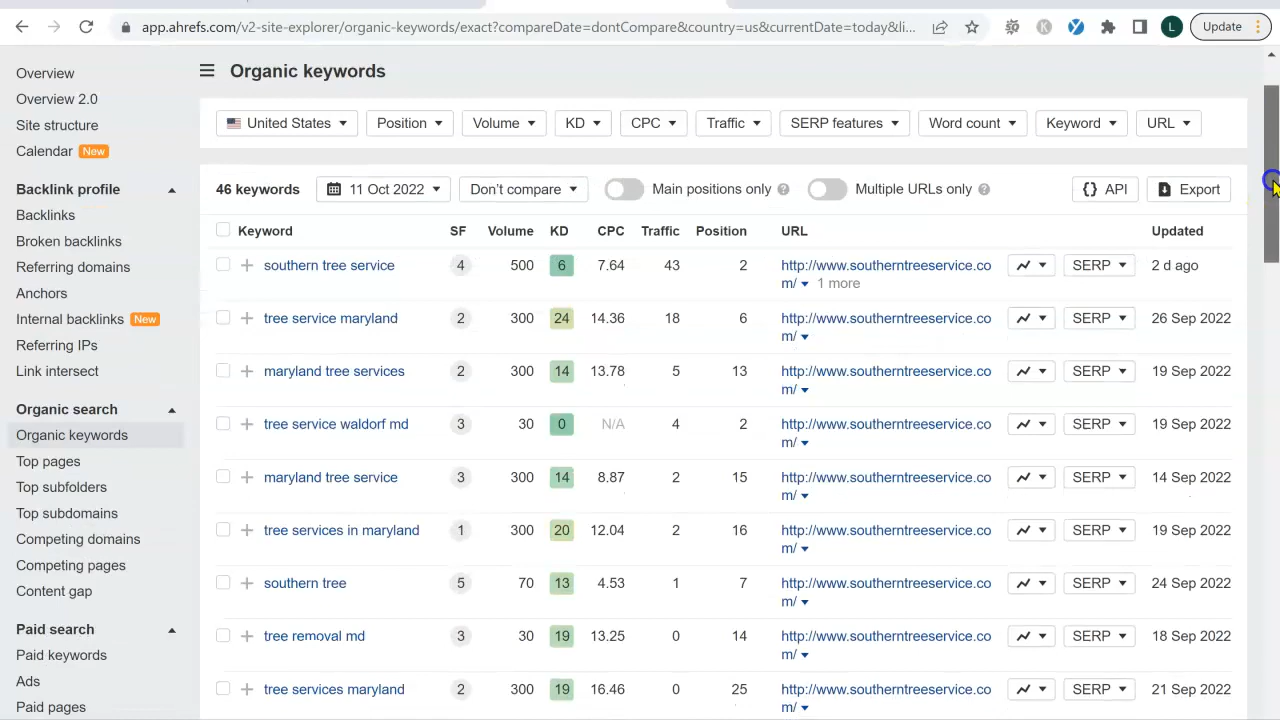 app.ahrefs.com/v2-site-explorer/organic-keywords/exact?compareDate=dontCompare&country=us&currentDate=today&li...
K
L
Update
Overview
Overview 2.0
Site structure
Calendar New
Backlink profile
Backlinks
Broken backlinks
Referring domains
Anchors
Internal backlinks New
Referring IPs
Link intersect
Organic search
Organic keywords
Top pages
Top subfolders
Top subdomains
Competing domains
Competing pages
Content gap
Paid search
Paid keywords
Ads
Paid pages
Organic keywords
United States Position Volume KD CPC Traffic SERP features Word count Keyword URL
46 keywords 11 Oct 2022 Don't compare Main positions only ? Multiple URLs only ? {} API Export
Keyword SF Volume KD CPC Traffic Position URL Updated
southern tree service 4 500 6 7.64 43 2 http://www.southerntreeservice.co SERP 2 d ago
m/ 1 more
tree service maryland 2 300 24 14.36 18 6 http://www.southerntreeservice.co SERP 26 Sep 2022
m/
maryland tree services 2 300 14 13.78 5 13 http://www.southerntreeservice.co SERP 19 Sep 2022
m/
tree service waldorf md 3 30 0 N/A 4 2 http://www.southerntreeservice.co SERP 19 Sep 2022
m/
maryland tree service 3 300 14 8.87 2 15 http://www.southerntreeservice.co SERP 14 Sep 2022
m/
tree services in maryland 1 300 20 12.04 2 16 http://www.southerntreeservice.co SERP 19 Sep 2022
m/
southern tree 5 70 13 4.53 1 7 http://www.southerntreeservice.co SERP 24 Sep 2022
m/
tree removal md 3 30 19 13.25 0 14 http://www.southerntreeservice.co SERP 18 Sep 2022
m/
tree services maryland 2 300 19 16.46 0 25 http://www.southerntreeservice.co SERP 21 Sep 2022
m/